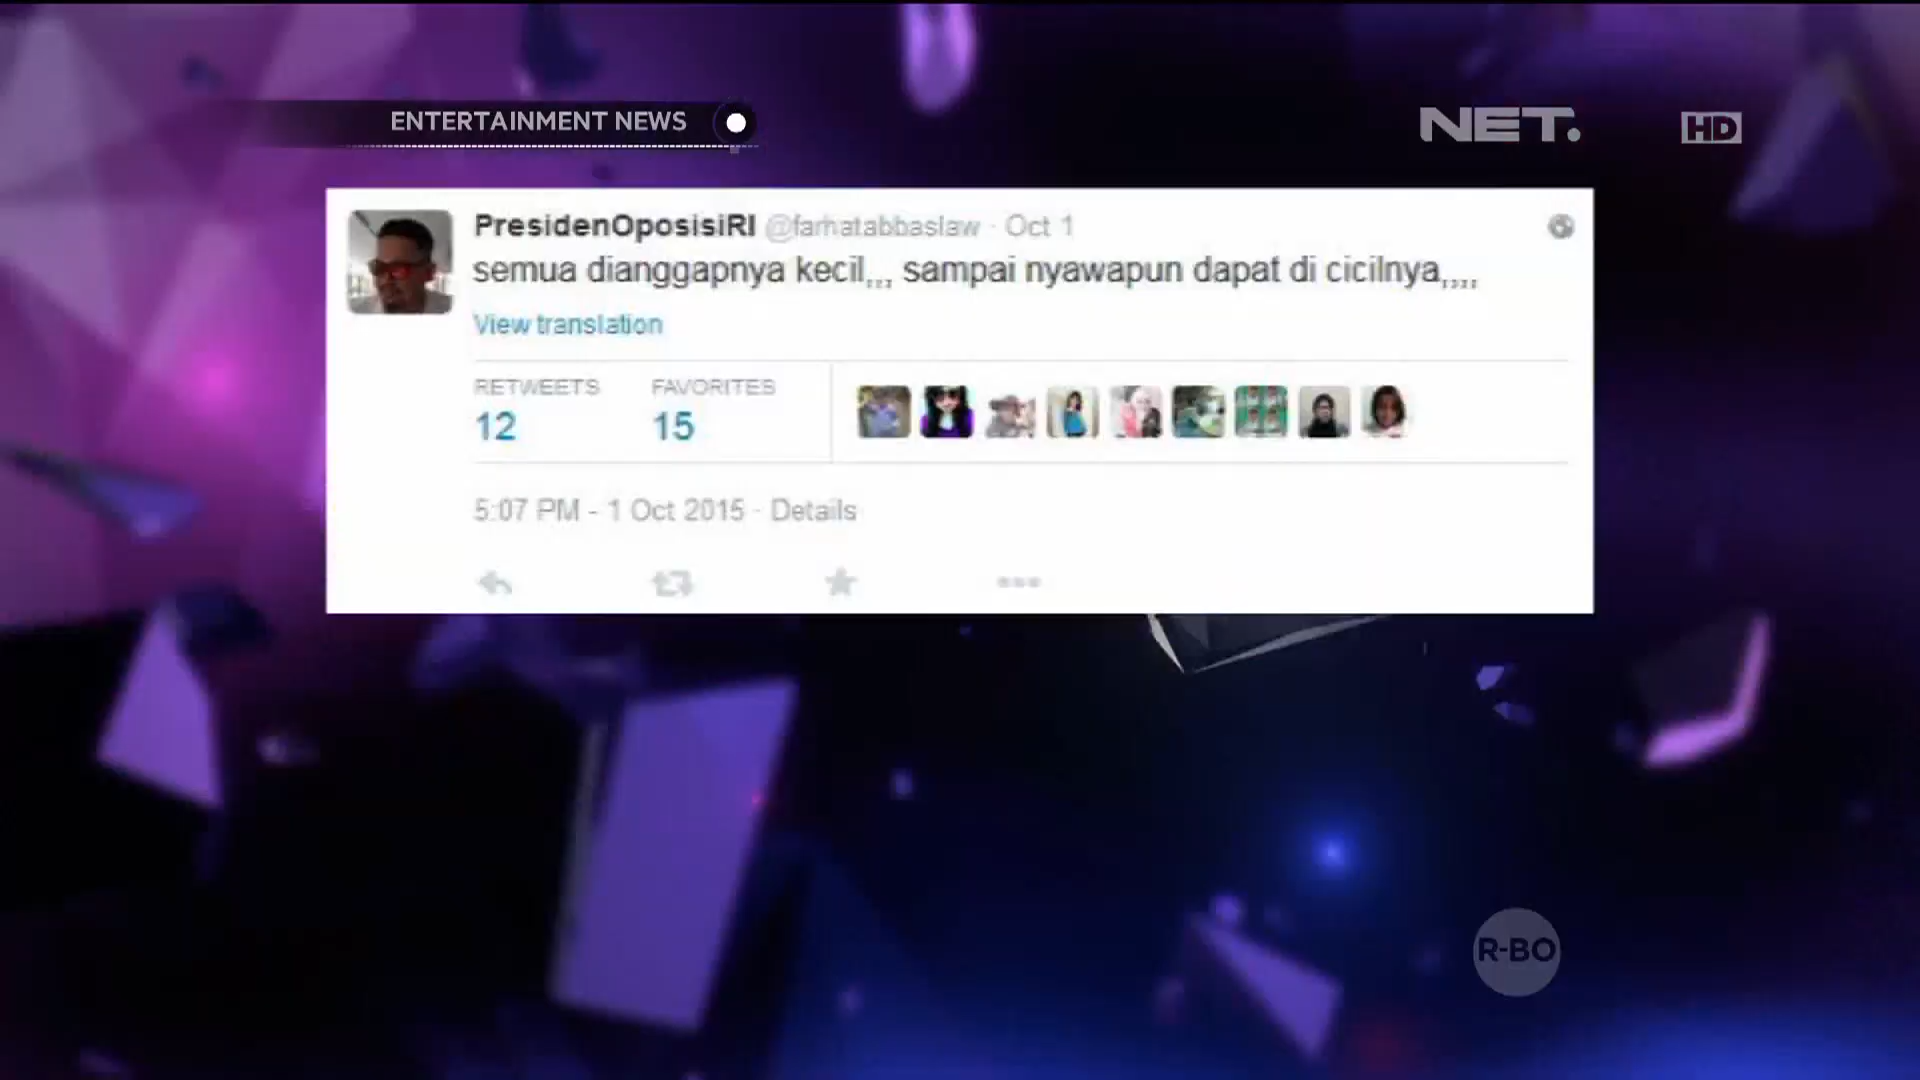 ENTERTAINMENT NEWS
NET.
HD
PresidenOposisiRI @farhatabbaslaw · Oct 1
semua dianggapnya kecil,,, sampai nyawapun dapat di cicilnya,,,,
View translation
RETWEETS FAVORITES
12 15
5:07 PM - 1 Oct 2015 · Details
R-BO